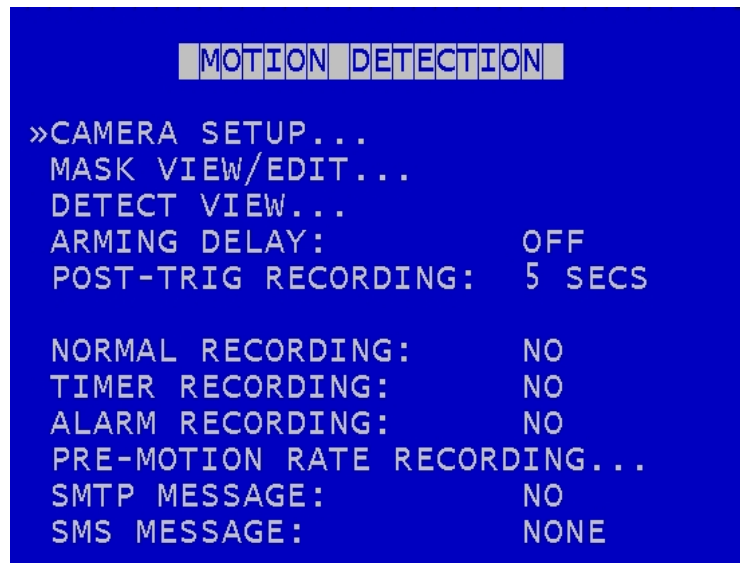 MOTION DETECTION
»CAMERA SETUP...
MASK VIEW/EDIT...
DETECT VIEW...
ARMING DELAY: OFF
POST-TRIG RECORDING: 5 SECS
NORMAL RECORDING: NO
TIMER RECORDING: NO
ALARM RECORDING: NO
PRE-MOTION RATE RECORDING...
SMTP MESSAGE: NO
SMS MESSAGE: NONE